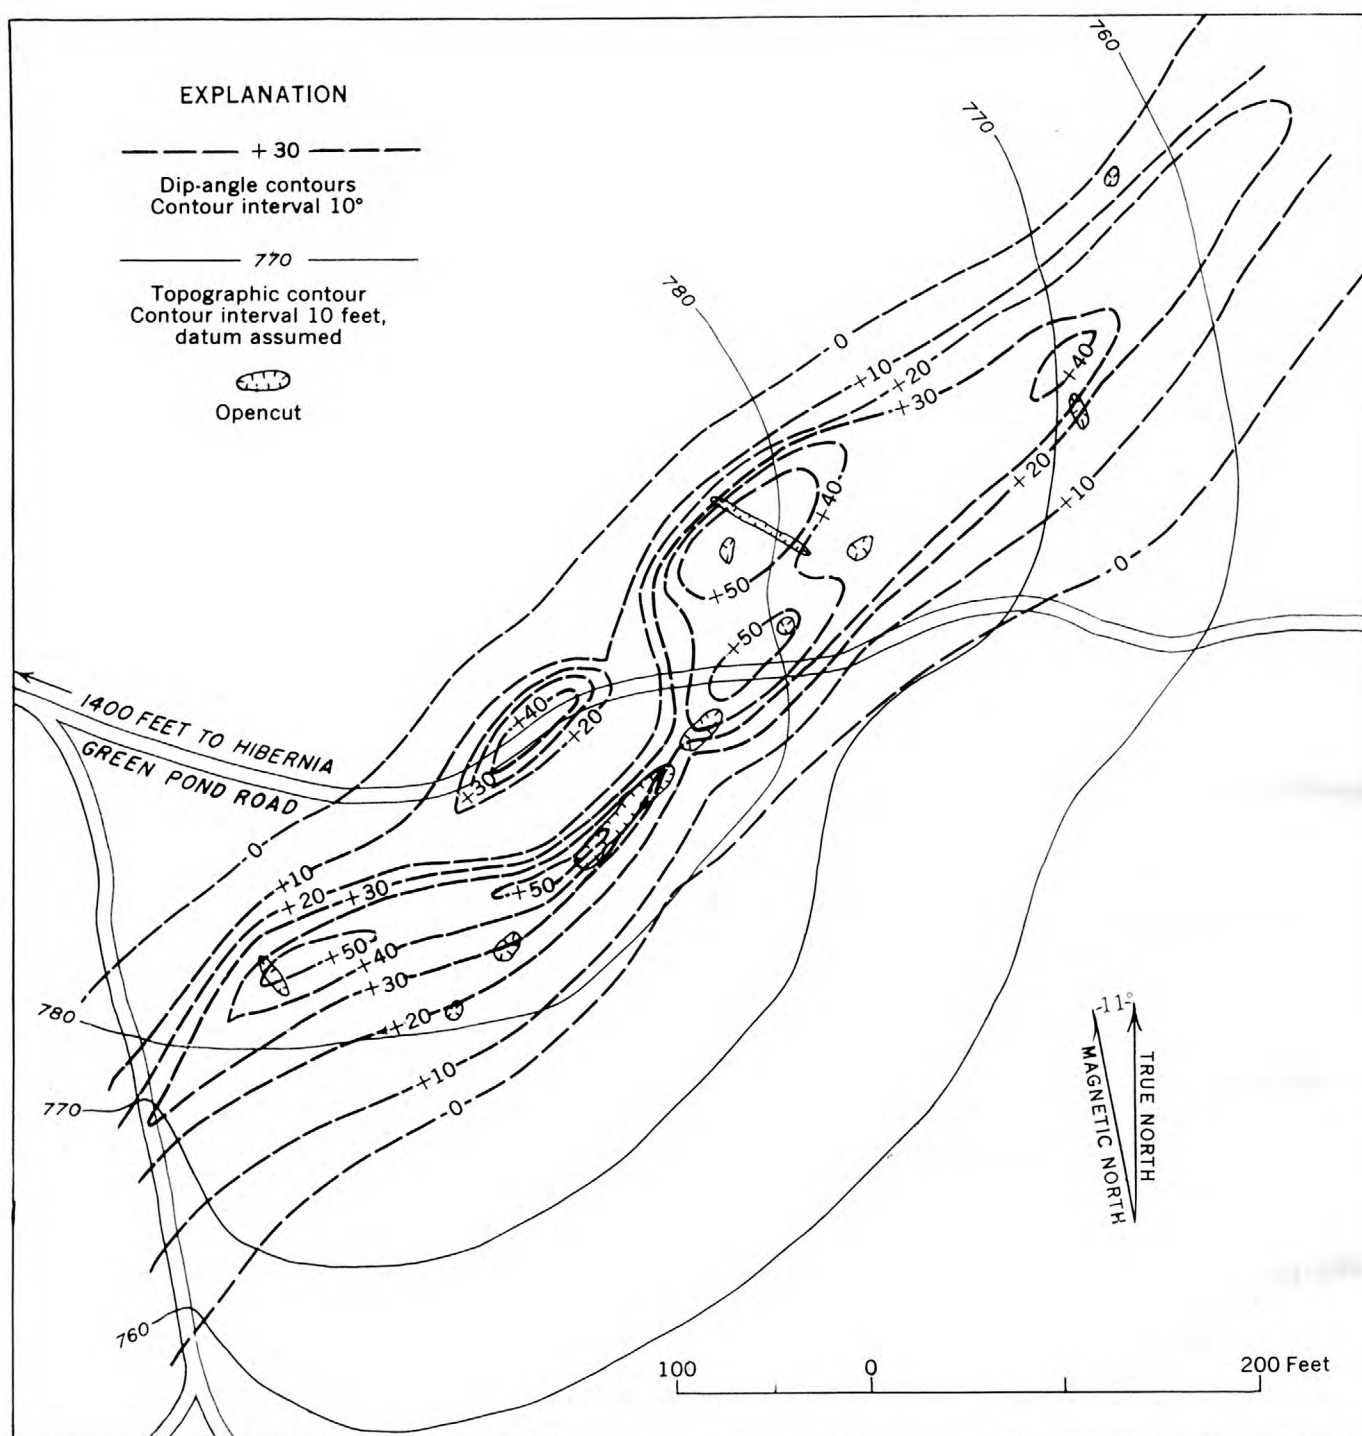 EXPLANATION
+30
Dip-angle contours
Contour interval 10°
770
Topographic contour
Contour interval 10 feet,
datum assumed
Opencut
760
770
780
0
+10
+20
+30
+40
+40
+20
+10
0
+50
+50
+40
+20
+30
1400 FEET TO HIBERNIA
GREEN POND ROAD
0
+10
+20
+30
+50
+50
+40
+30
+20
+10
0
780
770
760
11°
MAGNETIC NORTH
TRUE NORTH
100 0 200 Feet